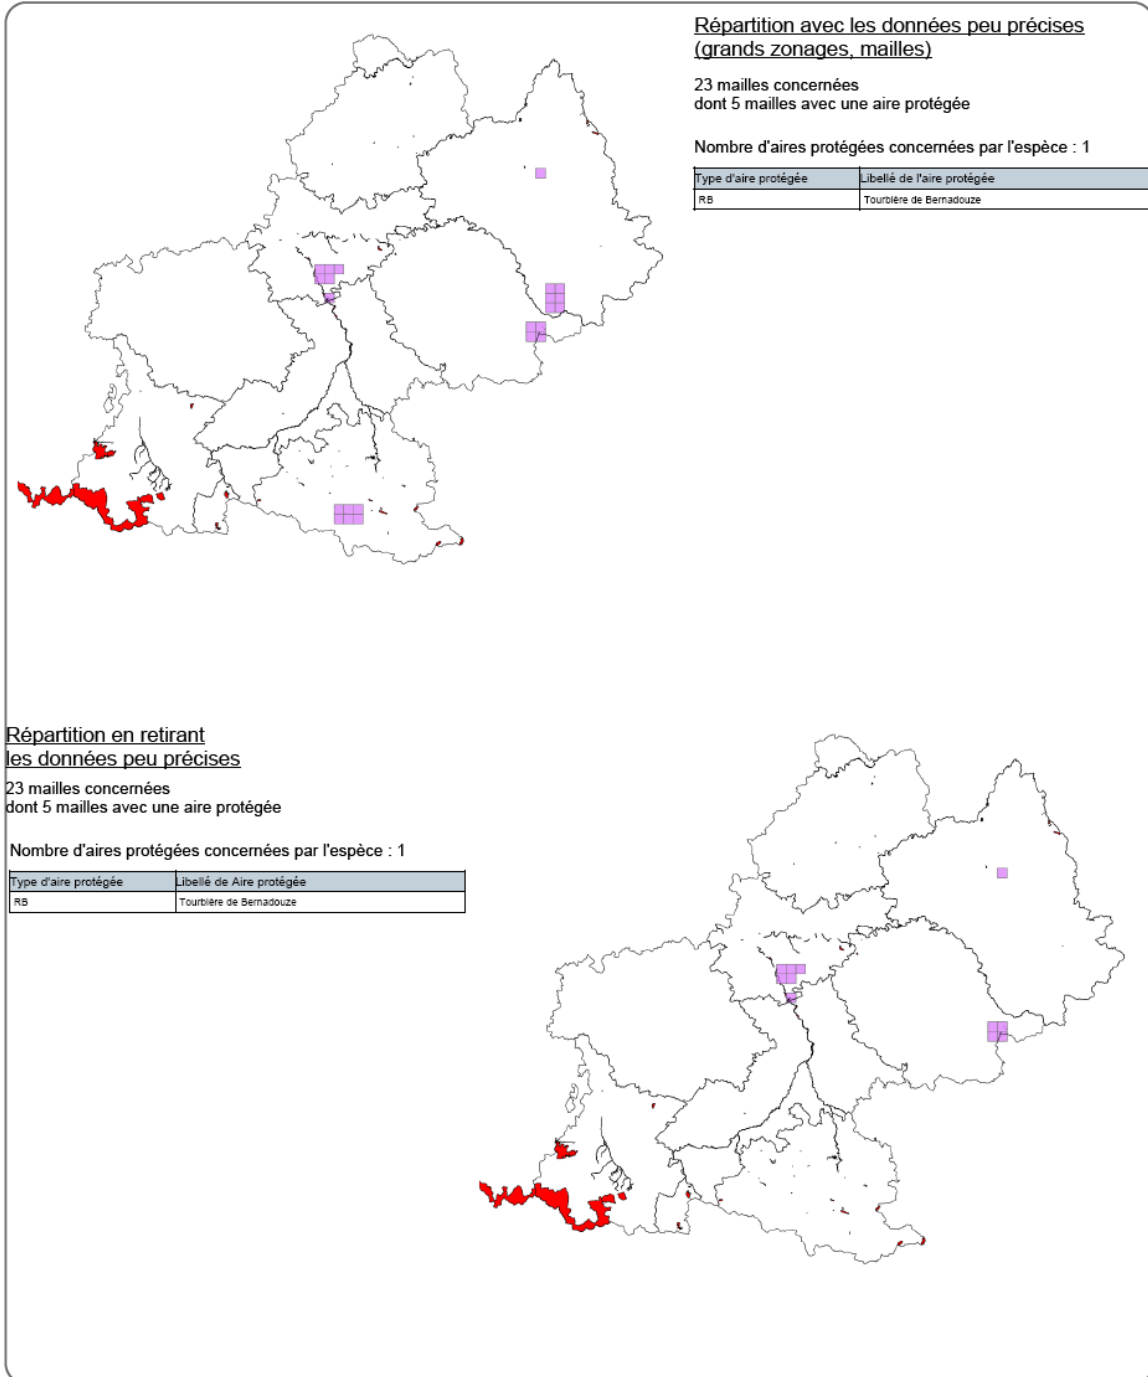 Répartition avec les données peu précises
(grands zonages, mailles)
23 mailles concernées
dont 5 mailles avec une aire protégée
Nombre d'aires protégées concernées par l'espèce : 1
Type d'aire protégée Libellé de l'aire protégée
RB Tourbière de Bernadouze
Répartition en retirant
les données peu précises
23 mailles concernées
dont 5 mailles avec une aire protégée
Nombre d'aires protégées concernées par l'espèce : 1
Type d'aire protégée Libellé de Aire protégée
RB Tourbière de Bernadouze